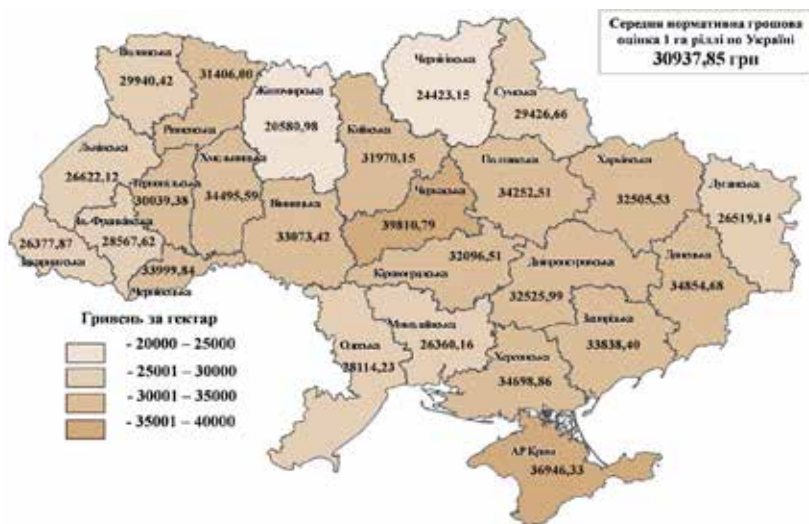 Середня нормативна грошова
оцінка 1 га ріллі по Україні
30937,85 грн
Волинська
29940,42
31406,00
Рівненська
Житомирська
20580,98
Чернігівська
24423,15
Сумська
29426,66
Львівська
26622,12
Тернопільська
30039,38
Хмельницька
34495,59
Київська
31970,15
Черкаська
39810,79
Полтавська
34252,51
Харківська
32505,53
Луганська
26519,14
Ів.-Франківська
28567,62
26377,87
Закарпатська
33999,84
Чернівецька
Вінницька
33073,42
32096,51
Кіровоградська
Дніпропетровська
32525,99
Донецька
34854,68
Запорізька
33838,40
Одеська
28114,23
Миколаївська
26360,16
Херсонська
34698,86
АР Крим
36946,33
Гривень за гектар
- 20000 – 25000
- 25001 – 30000
- 30001 – 35000
- 35001 – 40000